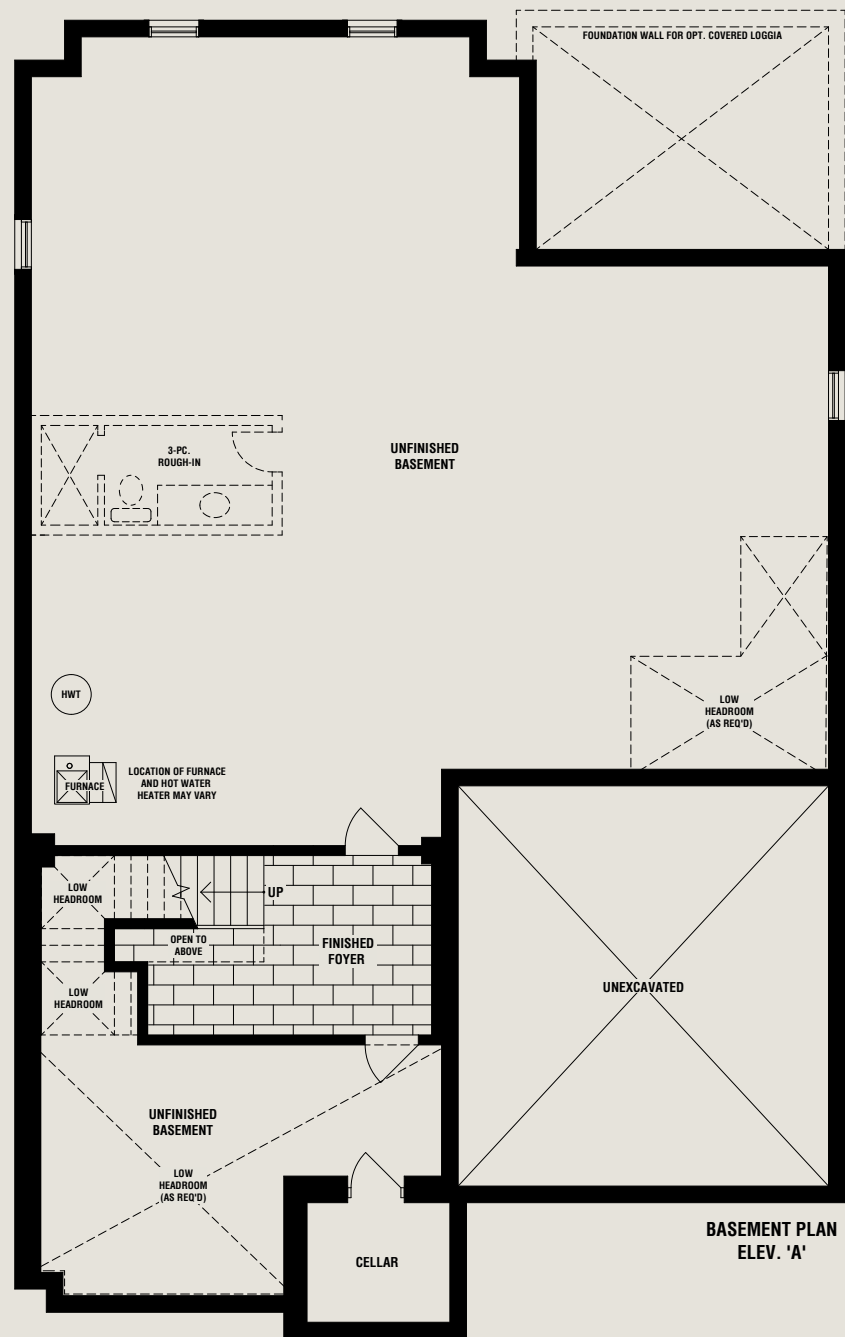 FOUNDATION WALL FOR OPT. COVERED LOGGIA
3-PC.
ROUGH-IN
UNFINISHED
BASEMENT
HWT
LOW
HEADROOM
(AS REQ'D)
FURNACE
LOCATION OF FURNACE
AND HOT WATER
HEATER MAY VARY
LOW
HEADROOM
UP
OPEN TO
ABOVE
FINISHED
FOYER
LOW
HEADROOM
UNEXCAVATED
UNFINISHED
BASEMENT
LOW
HEADROOM
(AS REQ'D)
CELLAR
BASEMENT PLAN
ELEV. 'A'